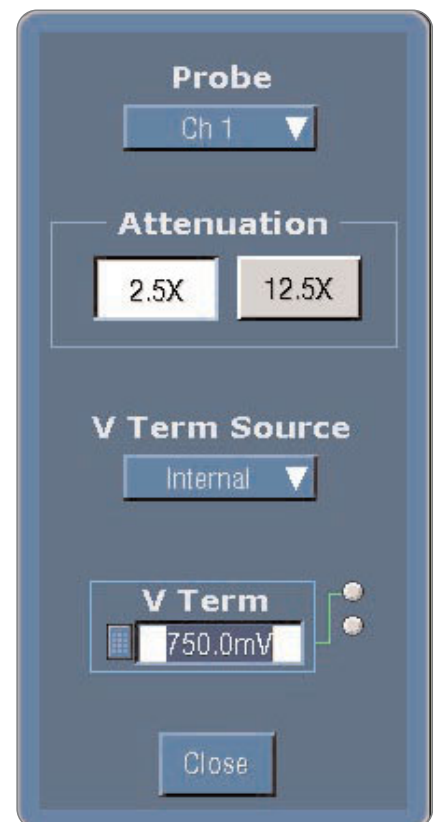 Probe
Ch 1
Attenuation
2.5X 12.5X
V Term Source
Internal
V Term
750.0mV
Close